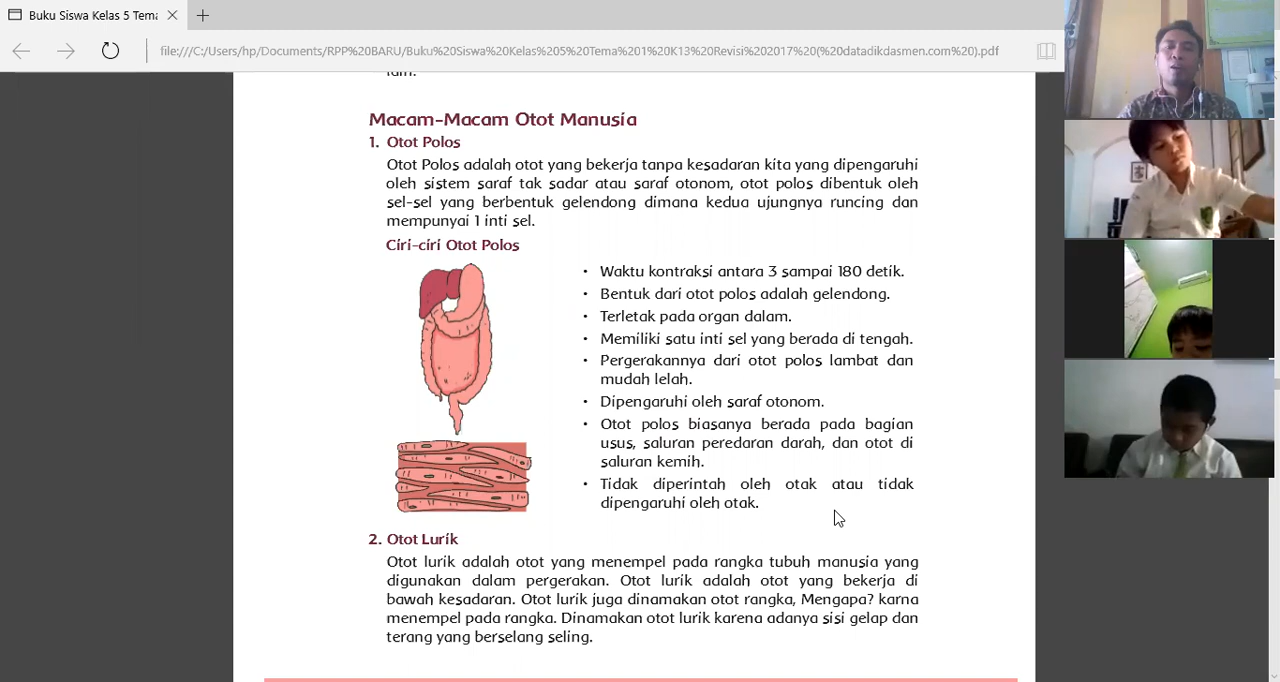 Buku Siswa Kelas 5 Tema
file:///C:/Users/hp/Documents/RPP%20BARU/Buku%20Siswa%20Kelas%205%20Tema%201%20K13%20Revisi%202017%20(%20datadikdasmen.com%20).pdf
Macam-Macam Otot Manusia
1. Otot Polos
Otot Polos adalah otot yang bekerja tanpa kesadaran kita yang dipengaruhi
oleh sistem saraf tak sadar atau saraf otonom, otot polos dibentuk oleh
sel-sel yang berbentuk gelendong dimana kedua ujungnya runcing dan
mempunyai 1 inti sel.
Ciri-ciri Otot Polos
• Waktu kontraksi antara 3 sampai 180 detik.
• Bentuk dari otot polos adalah gelendong.
• Terletak pada organ dalam.
• Memiliki satu inti sel yang berada di tengah.
• Pergerakannya dari otot polos lambat dan
mudah lelah.
• Dipengaruhi oleh saraf otonom.
• Otot polos biasanya berada pada bagian
usus, saluran peredaran darah, dan otot di
saluran kemih.
• Tidak diperintah oleh otak atau tidak
dipengaruhi oleh otak.
2. Otot Lurik
Otot lurik adalah otot yang menempel pada rangka tubuh manusia yang
digunakan dalam pergerakan. Otot lurik adalah otot yang bekerja di
bawah kesadaran. Otot lurik juga dinamakan otot rangka, Mengapa? karna
menempel pada rangka. Dinamakan otot lurik karena adanya sisi gelap dan
terang yang berselang seling.